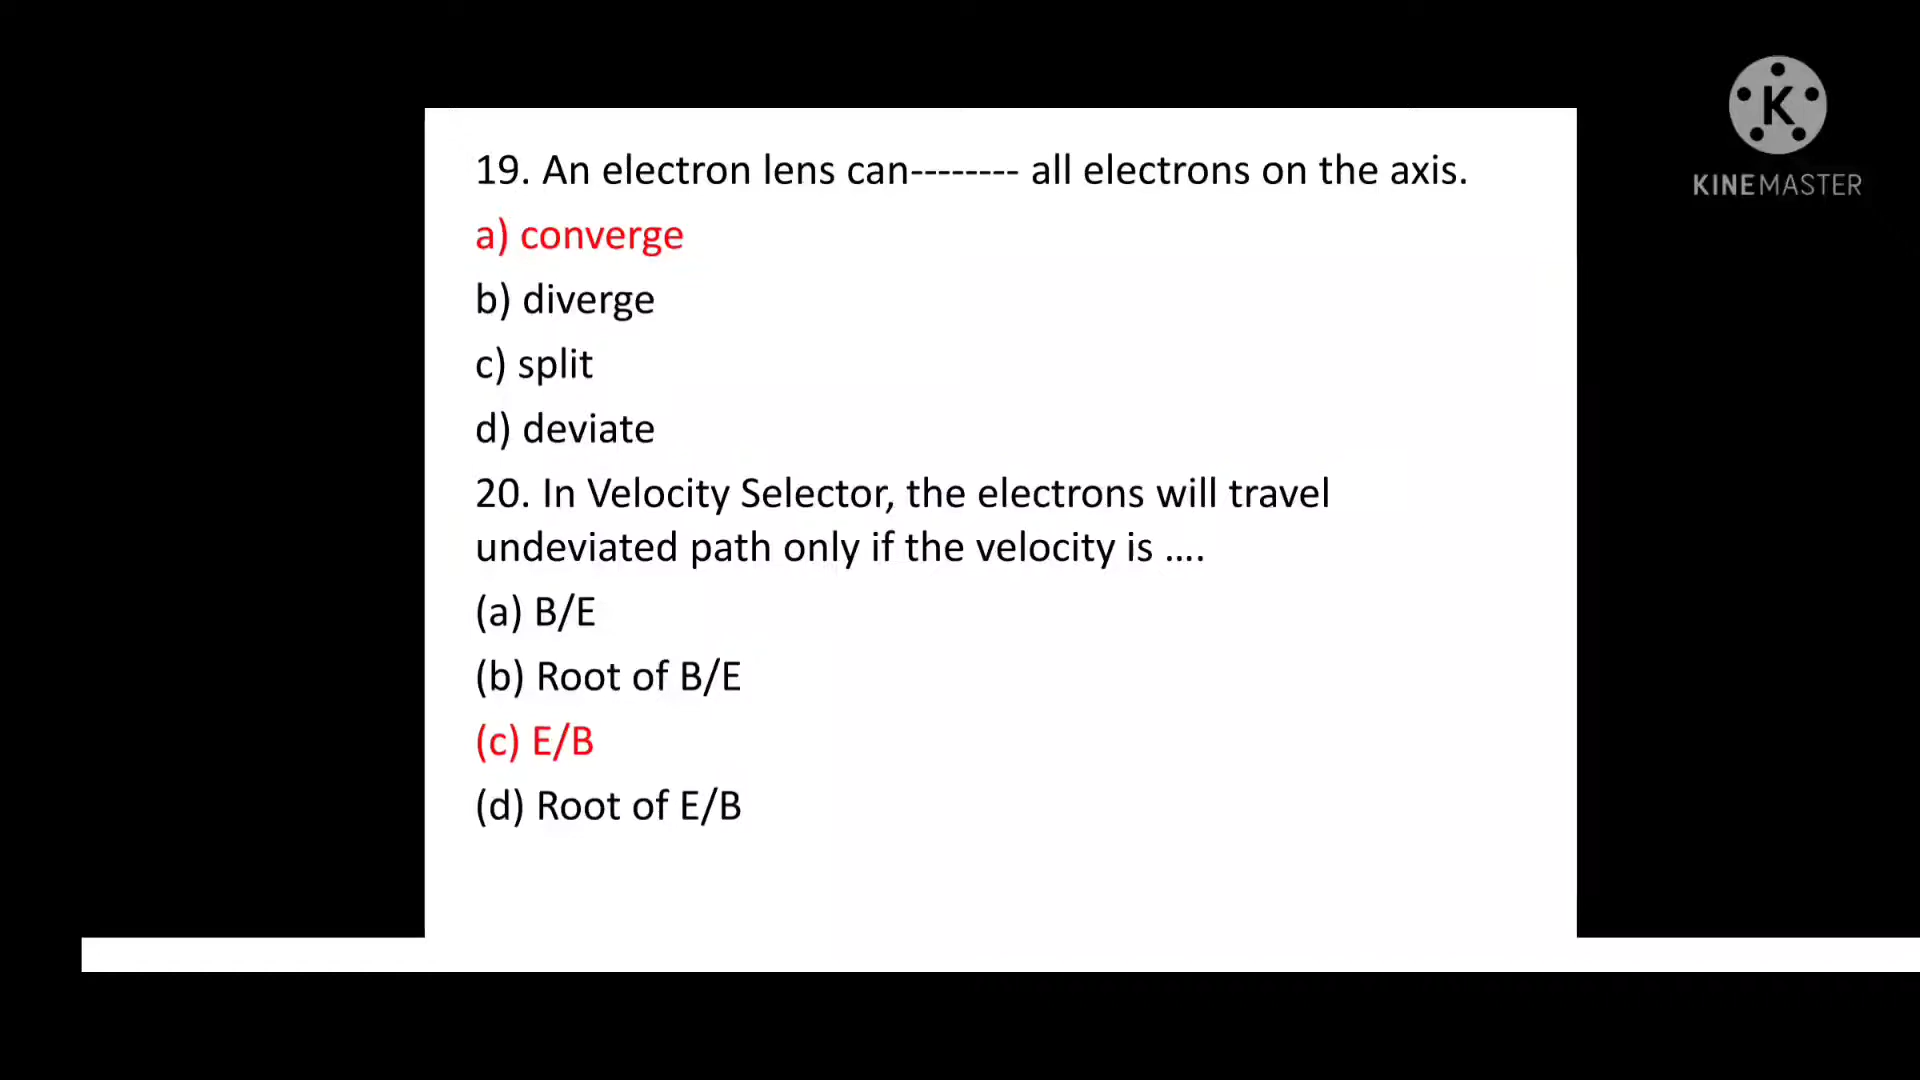 K
KINEMASTER
19. An electron lens can-------- all electrons on the axis.
a) converge
b) diverge
c) split
d) deviate
20. In Velocity Selector, the electrons will travel
undeviated path only if the velocity is ....
(a) B/E
(b) Root of B/E
(c) E/B
(d) Root of E/B